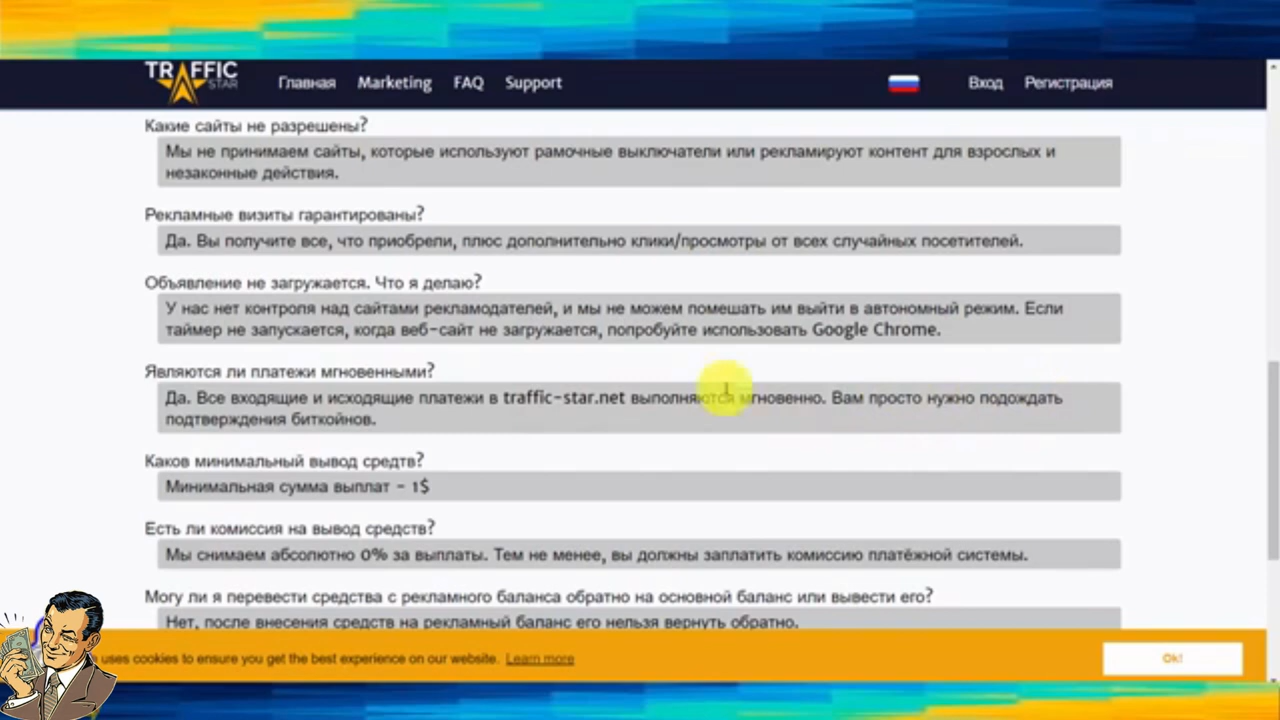 TRAFFIC
STAR
Главная Marketing FAQ Support Вход Регистрация
Какие сайты не разрешены?
Мы не принимаем сайты, которые используют рамочные выключатели или рекламируют контент для взрослых и
незаконные действия.
Рекламные визиты гарантированы?
Да. Вы получите все, что приобрели, плюс дополнительно клики/просмотры от всех случайных посетителей.
Объявление не загружается. Что я делаю?
У нас нет контроля над сайтами рекламодателей, и мы не можем помешать им выйти в автономный режим. Если
таймер не запускается, когда веб-сайт не загружается, попробуйте использовать Google Chrome.
Являются ли платежи мгновенными?
Да. Все входящие и исходящие платежи в traffic-star.net выполняются мгновенно. Вам просто нужно подождать
подтверждения биткойнов.
Каков минимальный вывод средств?
Минимальная сумма выплат - 1$
Есть ли комиссия на вывод средств?
Мы снимаем абсолютно 0% за выплаты. Тем не менее, вы должны заплатить комиссию платёжной системы.
Могу ли я перевести средства с рекламного баланса обратно на основной баланс или вывести его?
Нет, после внесения средств на рекламный баланс его нельзя вернуть обратно.
uses cookies to ensure you get the best experience on our website. Learn more Ok!